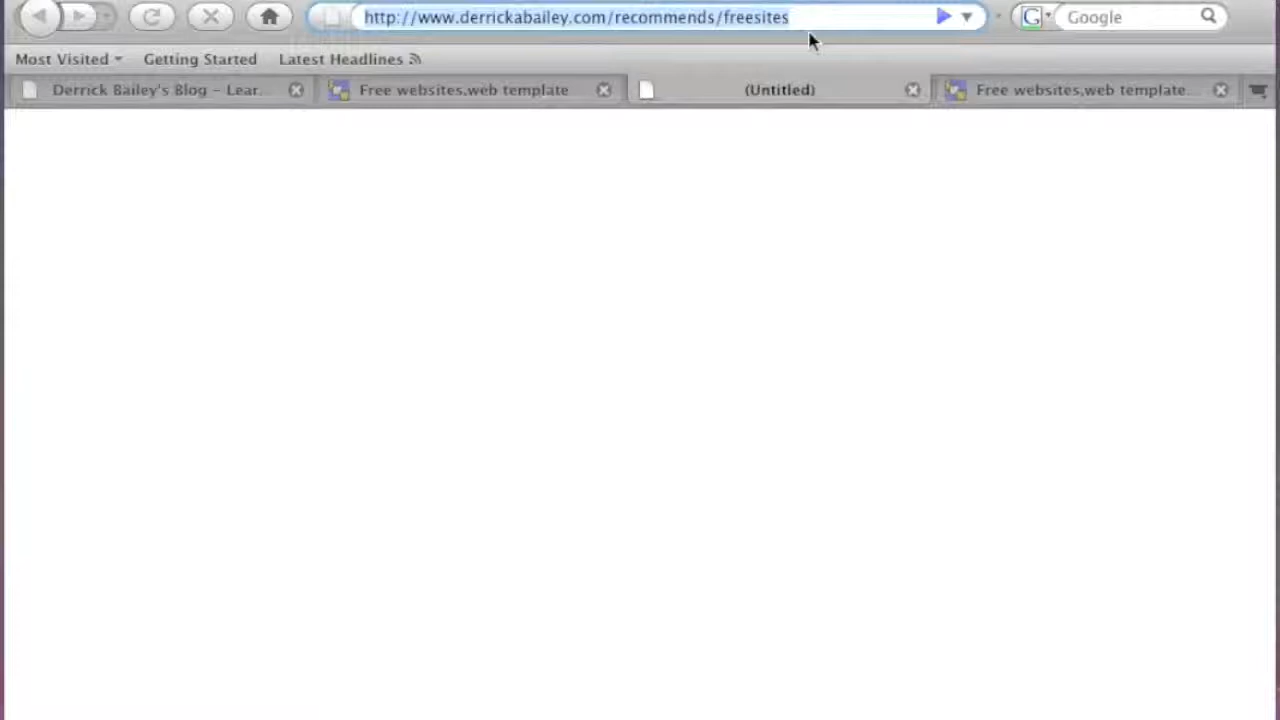 http://www.derrickabailey.com/recommends/freesites
Google
Most Visited Getting Started Latest Headlines
Derrick Bailey's Blog – Lear... Free websites,web template (Untitled) Free websites,web template...